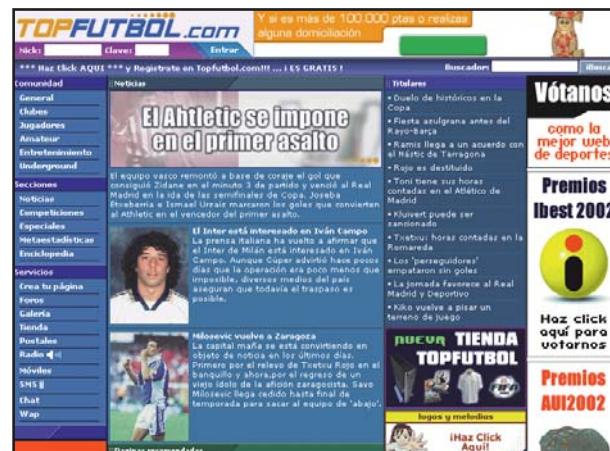 TOPFUTBOL.com
Y si es más de 100.000 ptas o realizas
alguna domiciliación
Nick:
Clave:
Entrar
*** Haz Click AQUI *** y Registrate en Topfutbol.com!!! ... ¡ ES GRATIS !
Buscador:
Comunidad
General
Clubes
Jugadores
Amateur
Entretenimiento
Underground
Secciones
Noticias
Competiciones
Especiales
Metaestadísticas
Enciclopedia
Servicios
Crea tu página
Foros
Galería
Tienda
Postales
Radio
Móviles
SMS
Chat
Wap
::Noticias
El Ahtletic se impone
en el primer asalto
El equipo vasco remontó a base de coraje el gol que
consiguió Zidane en el minuto 3 de partido y venció al Real
Madrid en la ida de las semifinales de Copa. Joseba
Etxeberria e Ismael Urzaiz marcaron los goles que convierten
al Athletic en el vencedor del primer asalto.
El Inter está interesado en Iván Campo
La prensa italiana ha vuelto a afirmar que
el Inter de Milán está interesado en Iván
Campo. Aunque Cúper advirtió hace pocos
días que la operación era poco menos que
imposible, diversos medios del país
aseguran que todavía el traspaso es
posible.
Milosevic vuelve a Zaragoza
La capital maña se está convirtiendo en
objeto de noticia en los últimos días.
Primero por el relevo de Txetxu Rojo en el
banquillo y ahora,por el regreso de un
viejo ídolo de la afición zaragocista. Savo
Milosevic llega cedido hasta final de
temporada para sacar al equipo de 'abajo'.
::Titulares
• Duelo de históricos en la
Copa
• Fiesta azulgrana antes del
Rayo-Barça
• Ramis llega a un acuerdo con
el Nástic de Tarragona
• Rojo es destituido
• Toni tiene sus horas
contadas en el Atlético de
Madrid
• Kluivert puede ser
sancionado
• Txetxu: horas contadas en la
Romareda
• Los 'perseguidores'
empataron sin goles
• La jornada favorece al Real
Madrid y Deportivo
• Kiko vuelve a pisar un
terreno de juego
nueva TIENDA
TOPFUTBOL
logos y melodias
¡Haz Click
Aquí!
Vótanos
como la
mejor web
de deportes
Premios
Ibest 2002
Haz click
aquí para
votarnos
Premios
AUI2002